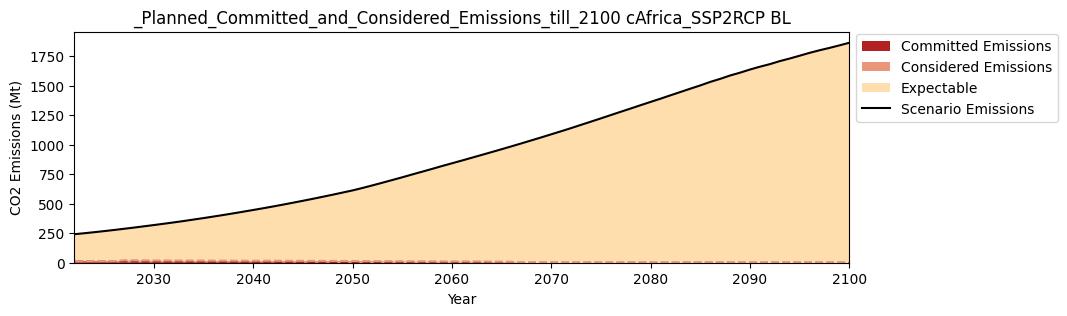 _Planned_Committed_and_Considered_Emissions_till_2100 cAfrica_SSP2RCP BL
CO2 Emissions (Mt)
1750
1500
1250
1000
750
500
250
0
2030 2040 2050 2060 2070 2080 2090 2100
Year
Committed Emissions
Considered Emissions
Expectable
Scenario Emissions